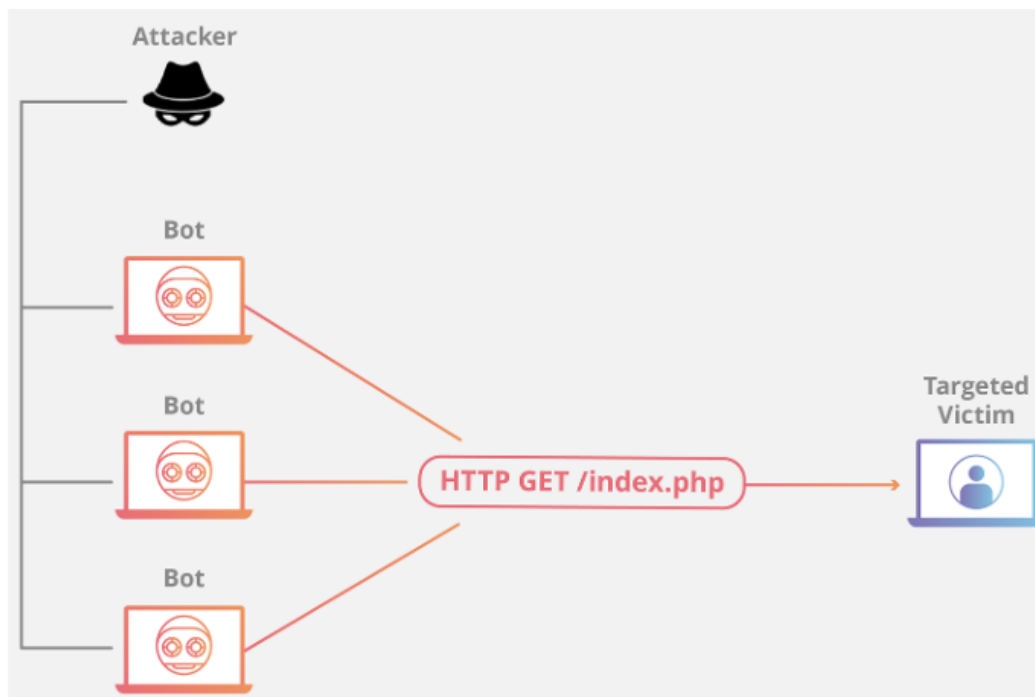 Attacker
Bot
Bot
HTTP GET /index.php
Targeted
Victim
Bot